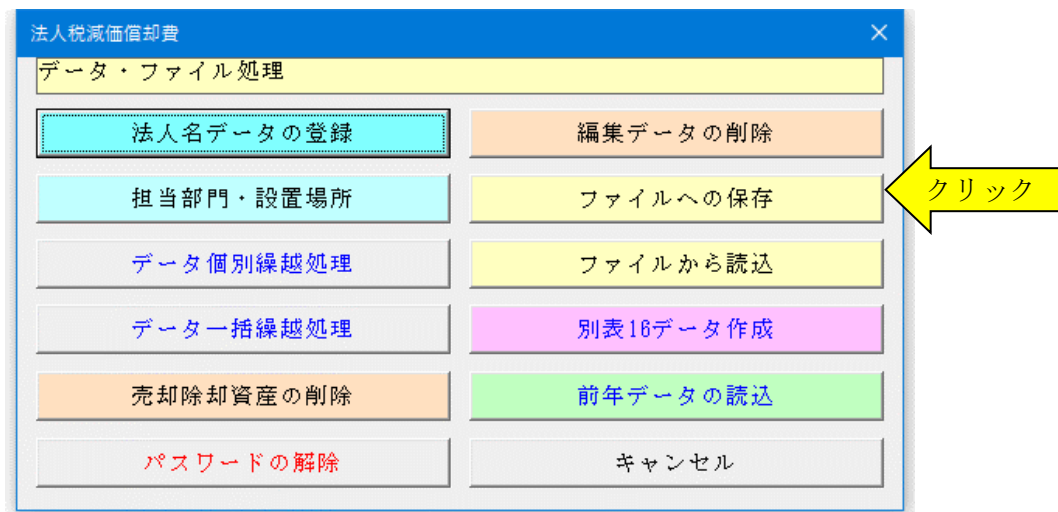 法人税減価償却費
データ・ファイル処理
法人名データの登録
編集データの削除
担当部門・設置場所
ファイルへの保存
クリック
データ個別繰越処理
ファイルから読込
データ一括繰越処理
別表16データ作成
売却除却資産の削除
前年データの読込
パスワードの解除
キャンセル